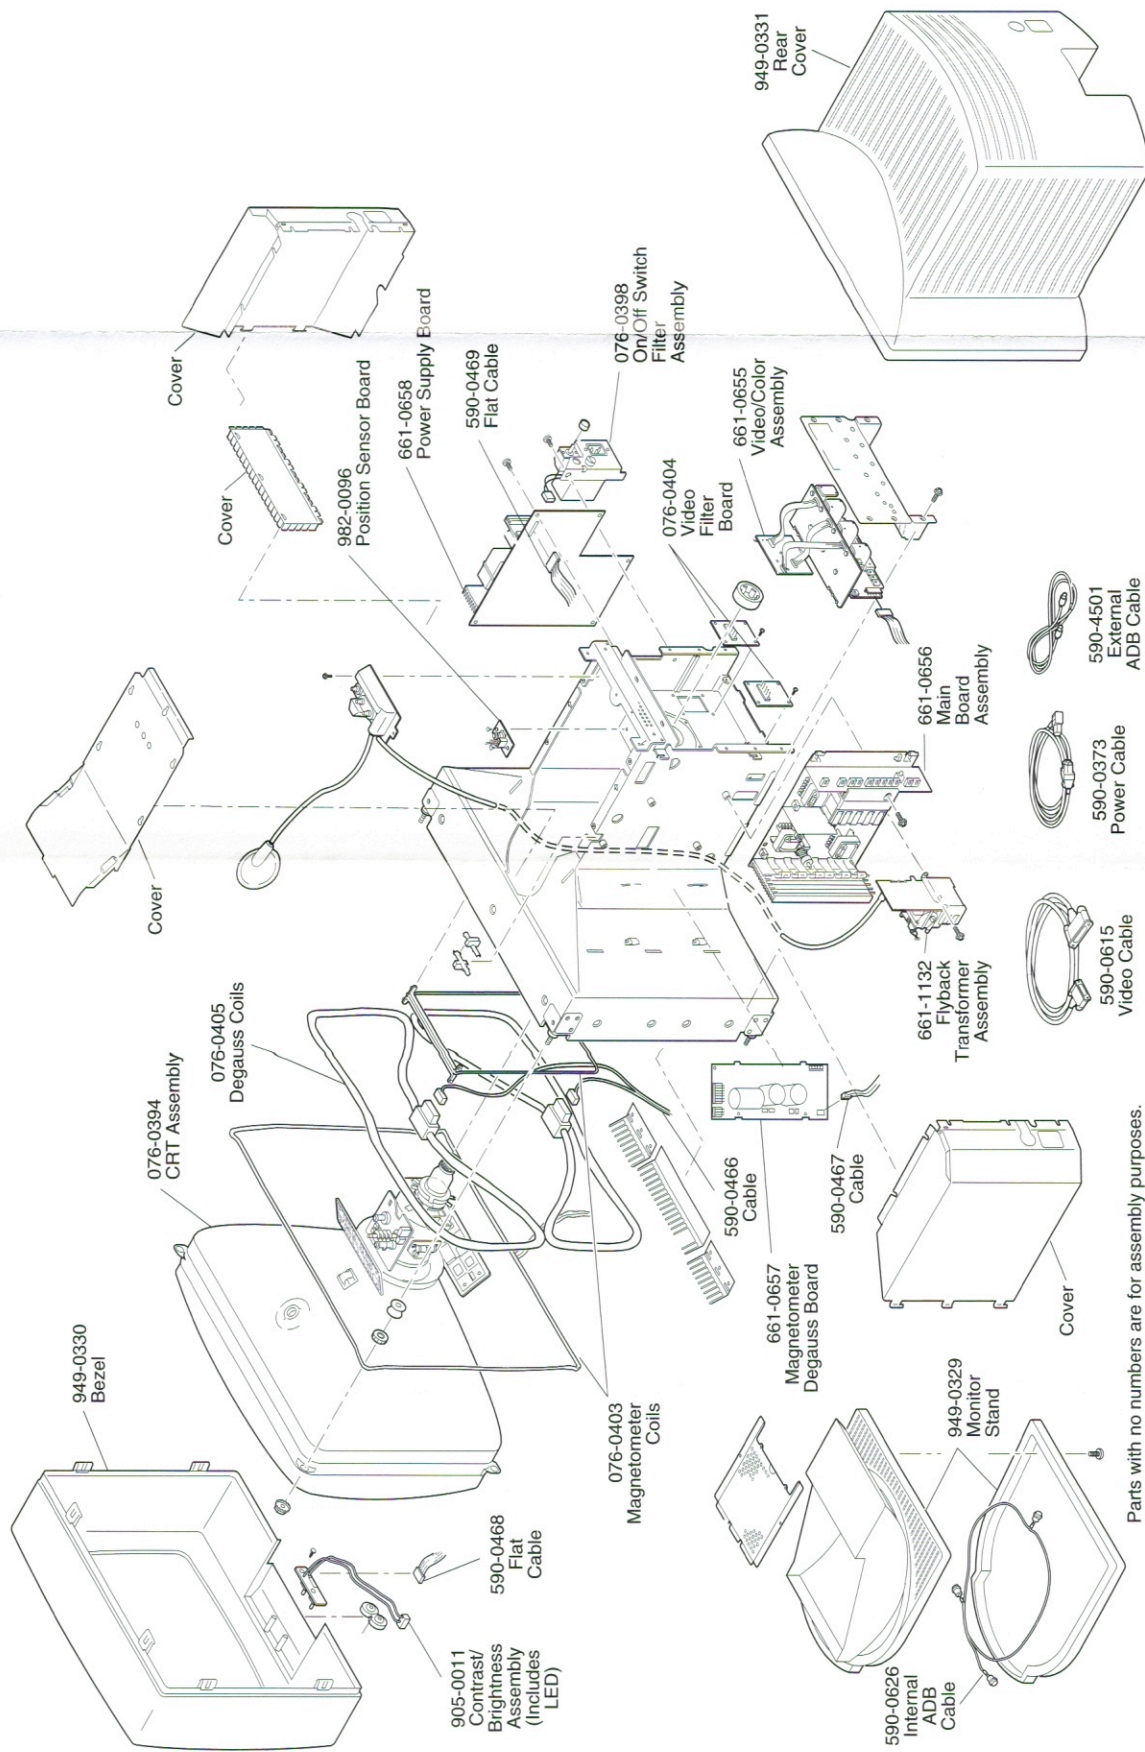 949-0330
Bezel
076-0394
CRT Assembly
076-0405
Degauss Coils
Cover
Cover
Cover
982-0096
Position Sensor Board
661-0658
Power Supply Board
590-0469
Flat Cable
076-0398
On/Off Switch
Filter
Assembly
949-0331
Rear
Cover
076-0404
Video
Filter
Board
661-0655
Video/Color
Assembly
905-0011
Contrast/
Brightness
Assembly
(Includes
LED)
590-0468
Flat
Cable
076-0403
Magnetometer
Coils
590-0466
Cable
661-0657
Magnetometer
Degauss Board
590-0467
Cable
661-1132
Flyback
Transformer
Assembly
661-0656
Main
Board
Assembly
590-0626
Internal
ADB
Cable
949-0329
Monitor
Stand
Cover
590-0615
Video Cable
590-0373
Power Cable
590-4501
External
ADB Cable
Parts with no numbers are for assembly purposes.